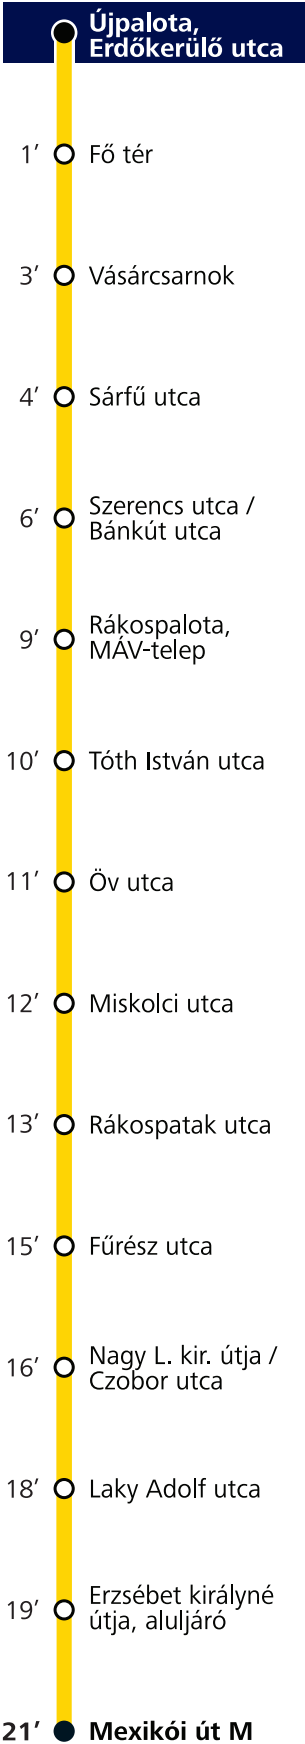 Újpalota,
Erdőkerülő utca
1’ Fő tér
3’ Vásárcsarnok
4’ Sárfű utca
6’ Szerencs utca /
Bánkút utca
9’ Rákospalota,
MÁV-telep
10’ Tóth István utca
11’ Öv utca
12’ Miskolci utca
13’ Rákospatak utca
15’ Fűrész utca
16’ Nagy L. kir. útja /
Czobor utca
18’ Laky Adolf utca
19’ Erzsébet királyné
útja, aluljáró
21’ Mexikói út M